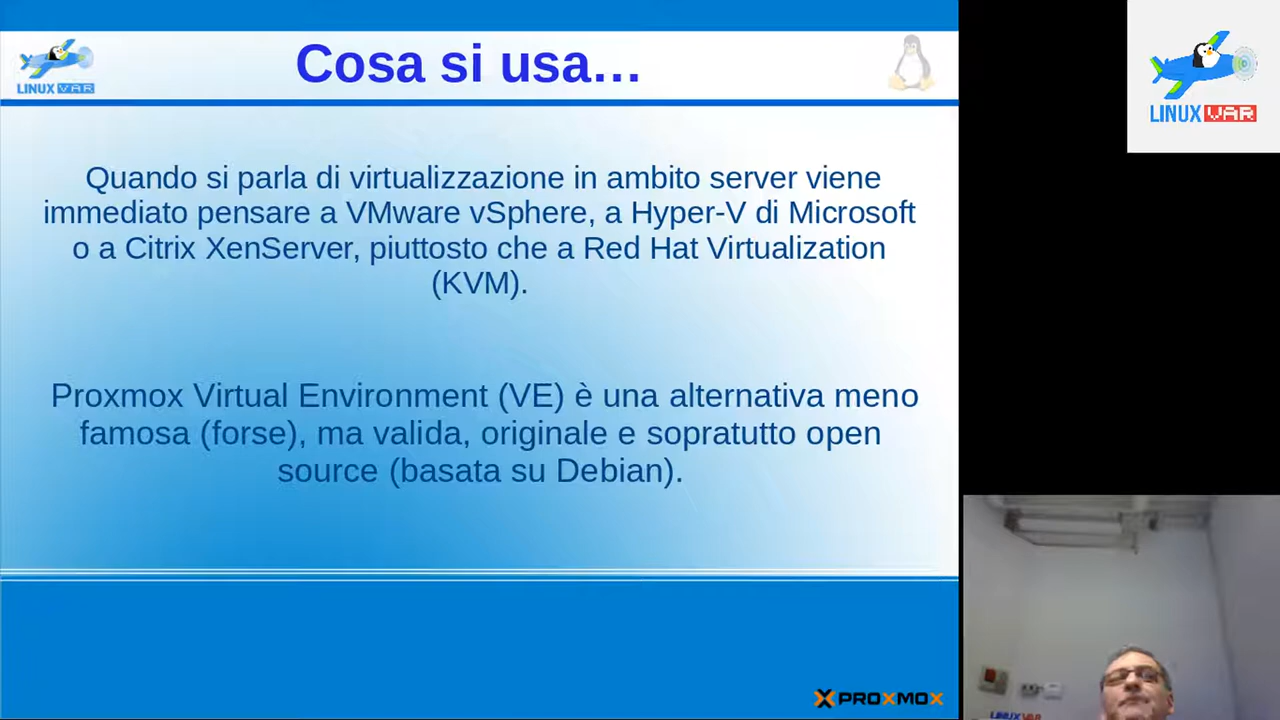 Cosa si usa…
LINUX VAR
LINUX VAR
Quando si parla di virtualizzazione in ambito server viene
immediato pensare a VMware vSphere, a Hyper-V di Microsoft
o a Citrix XenServer, piuttosto che a Red Hat Virtualization
(KVM).
Proxmox Virtual Environment (VE) è una alternativa meno
famosa (forse), ma valida, originale e sopratutto open
source (basata su Debian).
PROXMOX
LINUX VAR